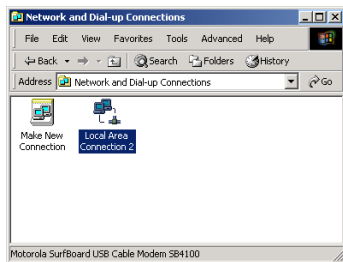 Network and Dial-up Connections
File Edit View Favorites Tools Advanced Help
Back Search Folders History
Address Network and Dial-up Connections Go
Make New Connection
Local Area Connection 2
Motorola SurfBoard USB Cable Modem SB4100